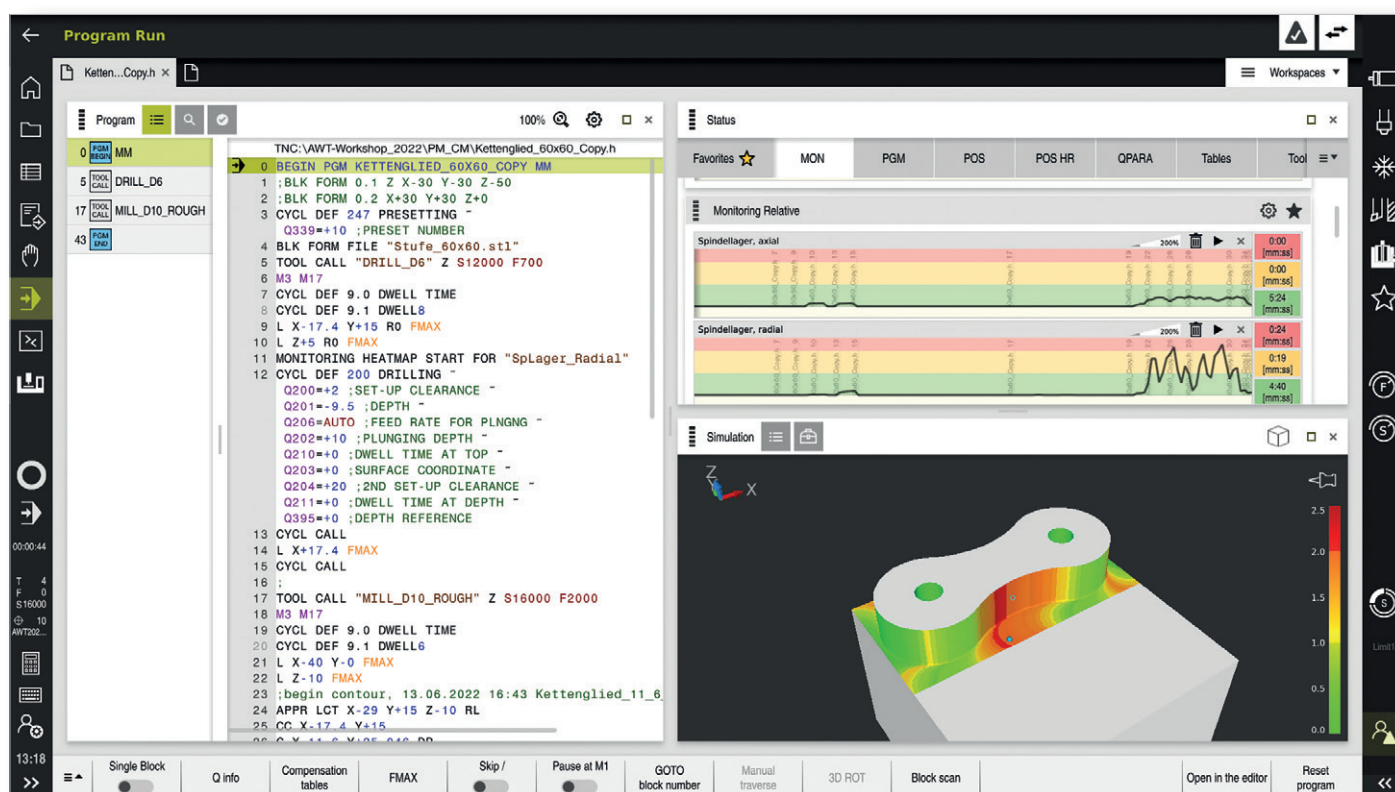 Program Run
Ketten...Copy.h ×
Workspaces
Program
100%
0 PGM BEGIN MM
5 TOOL CALL DRILL_D6
17 TOOL CALL MILL_D10_ROUGH
43 PGM END
TNC:\AWT-Workshop_2022\PM_CM\Kettenglied_60x60_Copy.h
0 BEGIN PGM KETTENGLIED_60X60_COPY MM
1 ;BLK FORM 0.1 Z X-30 Y-30 Z-50
2 ;BLK FORM 0.2 X+30 Y+30 Z+0
3 CYCL DEF 247 PRESETTING ~
Q339=+10 ;PRESET NUMBER
4 BLK FORM FILE "Stufe_60x60.stl"
5 TOOL CALL "DRILL_D6" Z S12000 F700
6 M3 M17
7 CYCL DEF 9.0 DWELL TIME
8 CYCL DEF 9.1 DWELL8
9 L X-17.4 Y+15 R0 FMAX
10 L Z+5 R0 FMAX
11 MONITORING HEATMAP START FOR "SpLager_Radial"
12 CYCL DEF 200 DRILLING ~
Q200=+2 ;SET-UP CLEARANCE ~
Q201=-9.5 ;DEPTH ~
Q206=AUTO ;FEED RATE FOR PLNGNG ~
Q202=+10 ;PLUNGING DEPTH ~
Q210=+0 ;DWELL TIME AT TOP ~
Q203=+0 ;SURFACE COORDINATE ~
Q204=+20 ;2ND SET-UP CLEARANCE ~
Q211=+0 ;DWELL TIME AT DEPTH ~
Q395=+0 ;DEPTH REFERENCE
13 CYCL CALL
14 L X+17.4 FMAX
15 CYCL CALL
16 ;
17 TOOL CALL "MILL_D10_ROUGH" Z S16000 F2000
18 M3 M17
19 CYCL DEF 9.0 DWELL TIME
20 CYCL DEF 9.1 DWELL6
21 L X-40 Y-0 FMAX
22 L Z-10 FMAX
23 ;begin contour, 13.06.2022 16:43 Kettenglied_11_6_
24 APPR LCT X-29 Y+15 Z-10 RL
25 CC X-17.4 Y+15
Status
Favorites MON PGM POS POS HR QPARA Tables Tool
Monitoring Relative
Spindellager, axial
200%
0:00 [mm:ss]
0:00 [mm:ss]
5:24 [mm:ss]
Spindellager, radial
200%
0:24 [mm:ss]
0:19 [mm:ss]
4:40 [mm:ss]
Simulation
Z
X
2.5
2.0
1.5
1.0
0.5
0.0
00:00:44
T 4
F 0
S 16000
10
AWT202...
13:18
F
S
S
Limit1
Single Block
Q info
Compensation tables
FMAX
Skip /
Pause at M1
GOTO block number
Manual traverse
3D ROT
Block scan
Open in the editor
Reset program